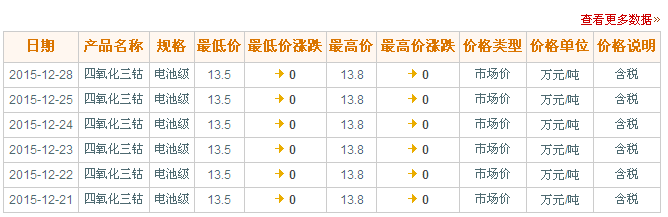 查看更多数据»
日期 产品名称 规格 最低价 最低价涨跌 最高价 最高价涨跌 价格类型 价格单位 价格说明
2015-12-28 四氧化三钴 电池级 13.5 → 0 13.8 → 0 市场价 万元/吨 含税
2015-12-25 四氧化三钴 电池级 13.5 → 0 13.8 → 0 市场价 万元/吨 含税
2015-12-24 四氧化三钴 电池级 13.5 → 0 13.8 → 0 市场价 万元/吨 含税
2015-12-23 四氧化三钴 电池级 13.5 → 0 13.8 → 0 市场价 万元/吨 含税
2015-12-22 四氧化三钴 电池级 13.5 → 0 13.8 → 0 市场价 万元/吨 含税
2015-12-21 四氧化三钴 电池级 13.5 → 0 13.8 → 0 市场价 万元/吨 含税